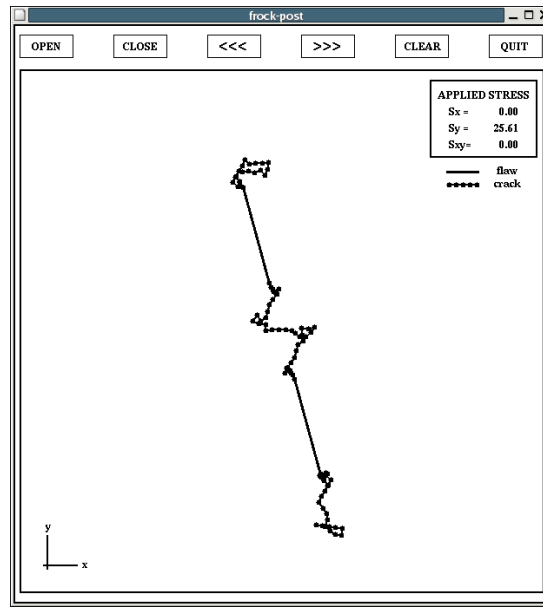 frock-post
OPEN CLOSE <<< >>> CLEAR QUIT
APPLIED STRESS
Sx = 0.00
Sy = 25.61
Sxy= 0.00
flaw
crack
y
x